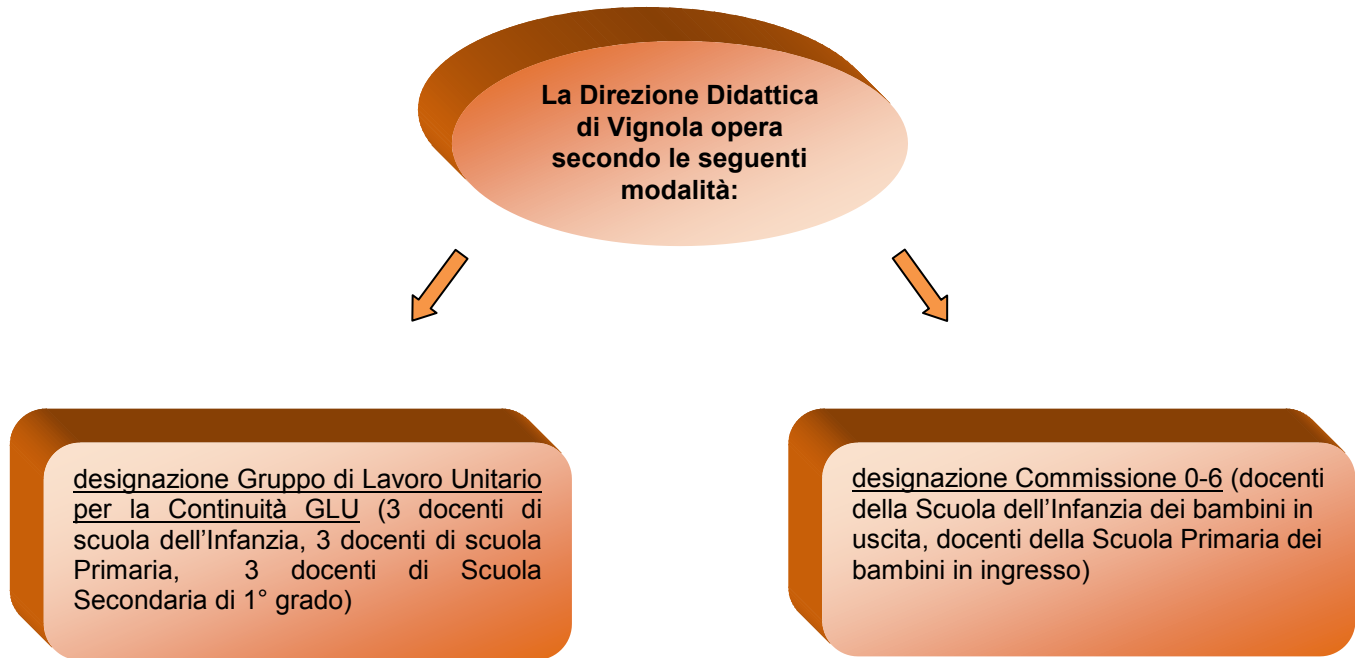 La Direzione Didattica
di Vignola opera
secondo le seguenti
modalità:
designazione Gruppo di Lavoro Unitario
per la Continuità GLU (3 docenti di
scuola dell’Infanzia, 3 docenti di scuola
Primaria, 3 docenti di Scuola
Secondaria di 1° grado)
designazione Commissione 0-6 (docenti
della Scuola dell’Infanzia dei bambini in
uscita, docenti della Scuola Primaria dei
bambini in ingresso)